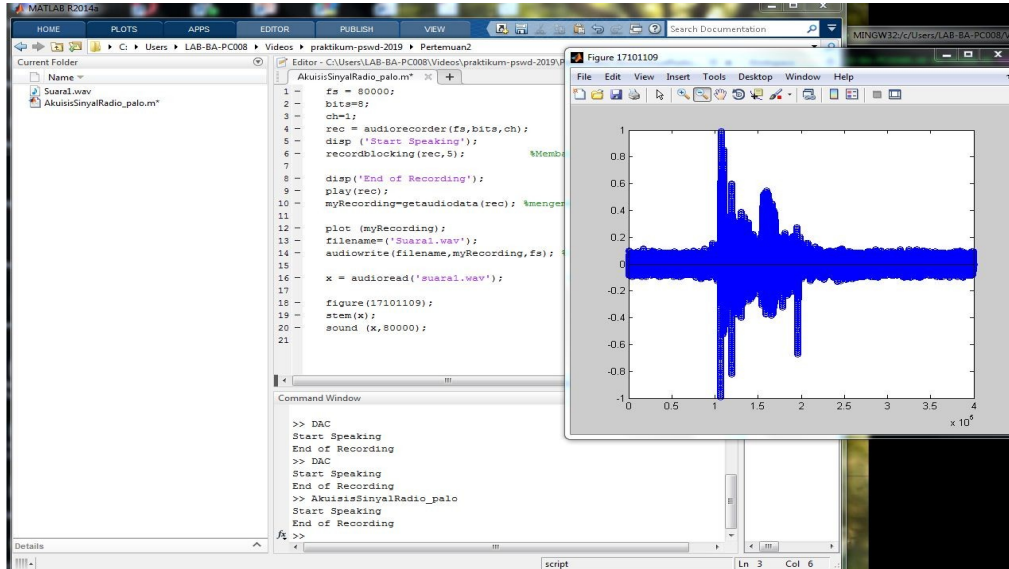 MATLAB R2014a
HOME PLOTS APPS EDITOR PUBLISH VIEW Search Documentation
C: Users LAB-BA-PC008 Videos praktikum-pswd-2019 Pertemuan2
MINGW32:/c/Users/LAB-BA-PC008/V
Current Folder
Name
Suara1.wav
AkuisisSinyalRadio_palo.m*
Details
Editor - C:\Users\LAB-BA-PC008\Videos\praktikum-pswd-2019\P
AkuisisSinyalRadio_palo.m*
1 - fs = 80000;
2 - bits=8;
3 - ch=1;
4 - rec = audiorecorder(fs,bits,ch);
5 - disp ('Start Speaking');
6 - recordblocking(rec,5); %Memba
7
8 - disp('End of Recording');
9 - play(rec);
10 - myRecording=getaudiodata(rec); %menger
11
12 - plot (myRecording);
13 - filename=('Suara1.wav');
14 - audiowrite(filename,myRecording,fs);
15
16 - x = audioread('suara1.wav');
17
18 - figure(17101109);
19 - stem(x);
20 - sound (x,80000);
21
Command Window
>> DAC
Start Speaking
End of Recording
>> DAC
Start Speaking
End of Recording
>> AkuisisSinyalRadio_palo
Start Speaking
End of Recording
fx >>
script Ln 3 Col 6
Figure 17101109
File Edit View Insert Tools Desktop Window Help
1
0.8
0.6
0.4
0.2
0
-0.2
-0.4
-0.6
-0.8
-1
0 0.5 1 1.5 2 2.5 3 3.5 4
x 10^5